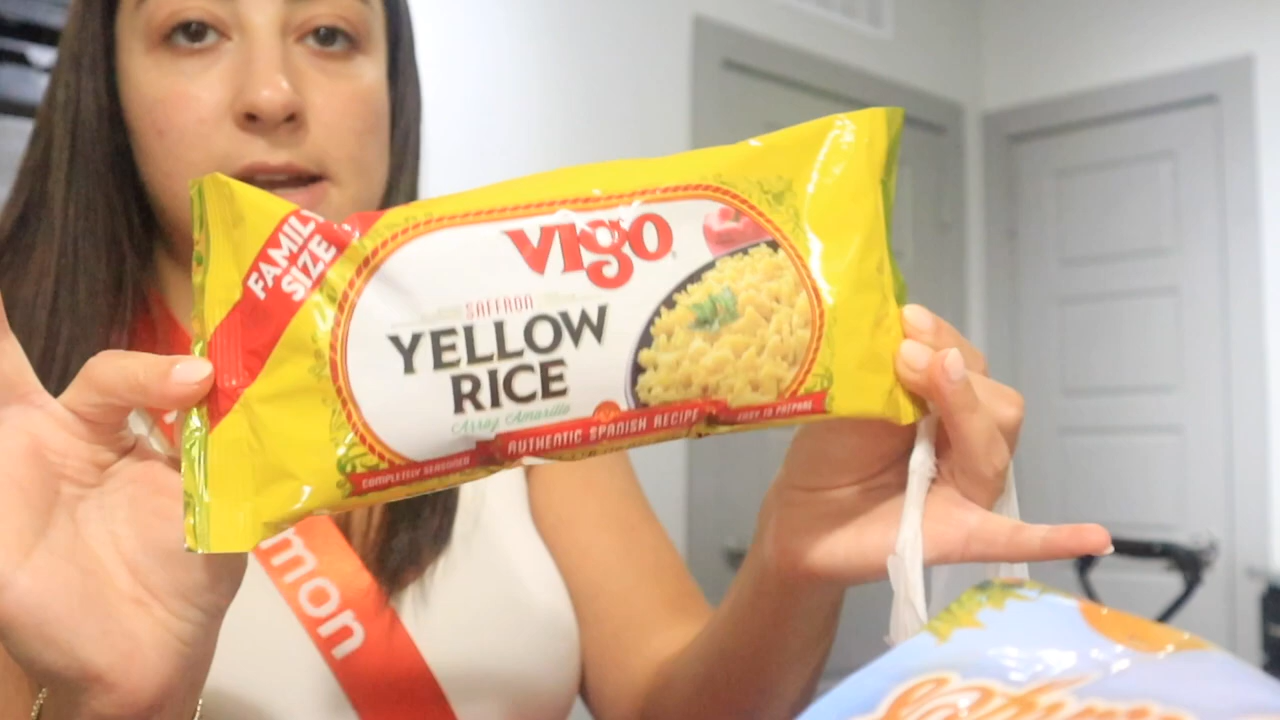 FAMILY
SIZE
Vigo
SAFFRON
YELLOW
RICE
Arroz Amarillo
COMPLETELY SEASONED
AUTHENTIC SPANISH RECIPE
EASY TO PREPARE
mon